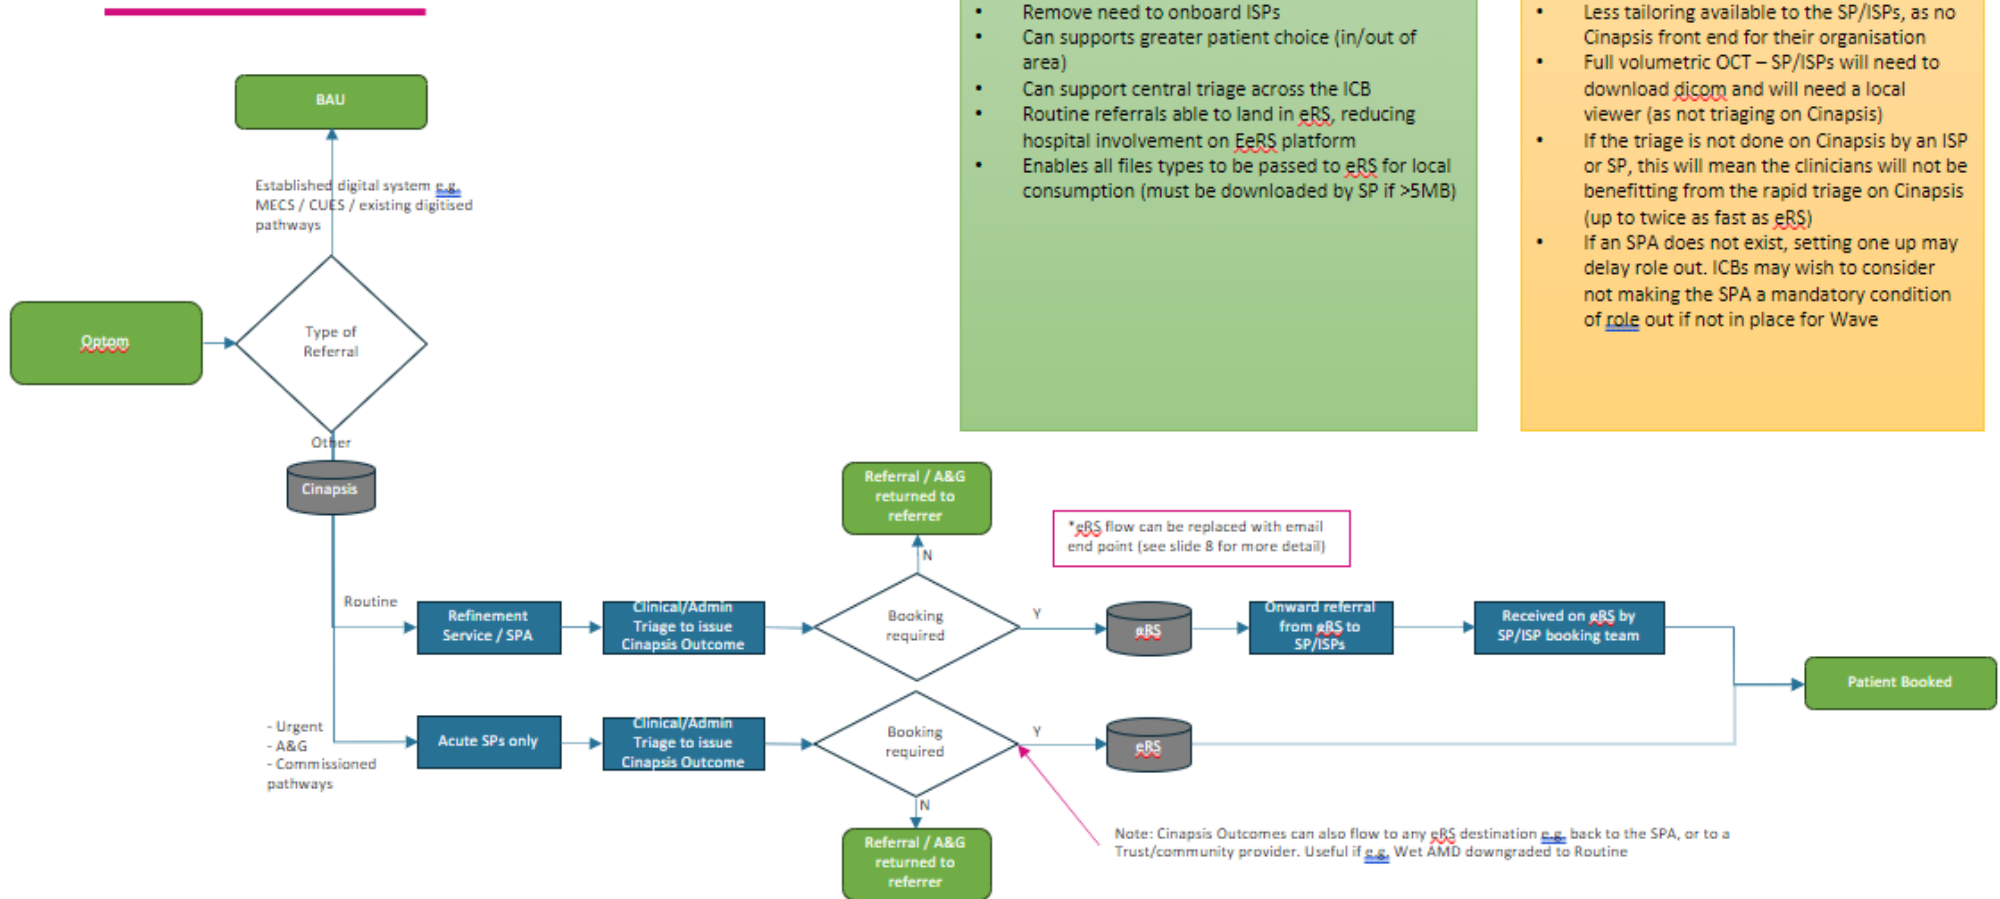 • Remove need to onboard ISPs
• Can supports greater patient choice (in/out of
area)
• Can support central triage across the ICB
• Routine referrals able to land in eRS, reducing
hospital involvement on EeRS platform
• Enables all files types to be passed to eRS for local
consumption (must be downloaded by SP if >5MB)
• Less tailoring available to the SP/ISPs, as no
Cinapsis front end for their organisation
• Full volumetric OCT – SP/ISPs will need to
download dicom and will need a local
viewer (as not triaging on Cinapsis)
• If the triage is not done on Cinapsis by an ISP
or SP, this will mean the clinicians will not be
benefitting from the rapid triage on Cinapsis
(up to twice as fast as eRS)
• If an SPA does not exist, setting one up may
delay role out. ICBs may wish to consider
not making the SPA a mandatory condition
of role out if not in place for Wave
BAU
Established digital system e.g.
MECS / CUES / existing digitised
pathways
Optom
Type of
Referral
Other
Cinapsis
Routine
Refinement
Service / SPA
Clinical/Admin
Triage to issue
Cinapsis Outcome
Booking
required
N
Referral / A&G
returned to
referrer
Y
eRS
*eRS flow can be replaced with email
end point (see slide 8 for more detail)
Onward referral
from eRS to
SP/ISPs
Received on eRS by
SP/ISP booking team
Patient Booked
- Urgent
- A&G
- Commissioned
pathways
Acute SPs only
Clinical/Admin
Triage to issue
Cinapsis Outcome
Booking
required
Y
eRS
N
Referral / A&G
returned to
referrer
Note: Cinapsis Outcomes can also flow to any eRS destination e.g. back to the SPA, or to a
Trust/community provider. Useful if e.g. Wet AMD downgraded to Routine